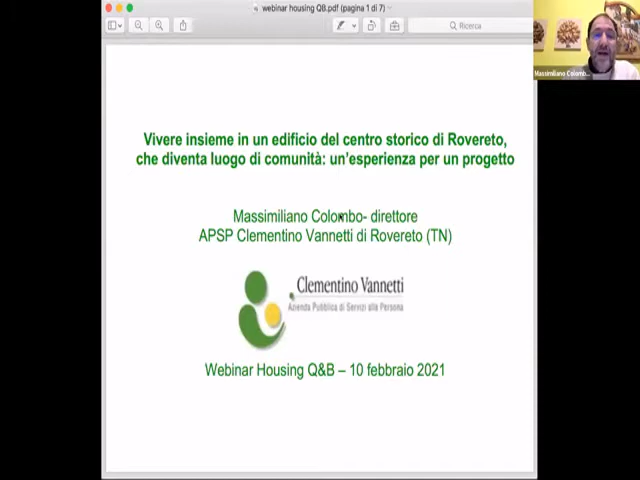 webinar housing QB.pdf (pagina 1 di 7)
Ricerca
Massimiliano Colomb...
Vivere insieme in un edificio del centro storico di Rovereto,
che diventa luogo di comunità: un'esperienza per un progetto
Massimiliano Colombo- direttore
APSP Clementino Vannetti di Rovereto (TN)
Clementino Vannetti
Azienda Pubblica di Servizi alla Persona
Webinar Housing Q&B – 10 febbraio 2021